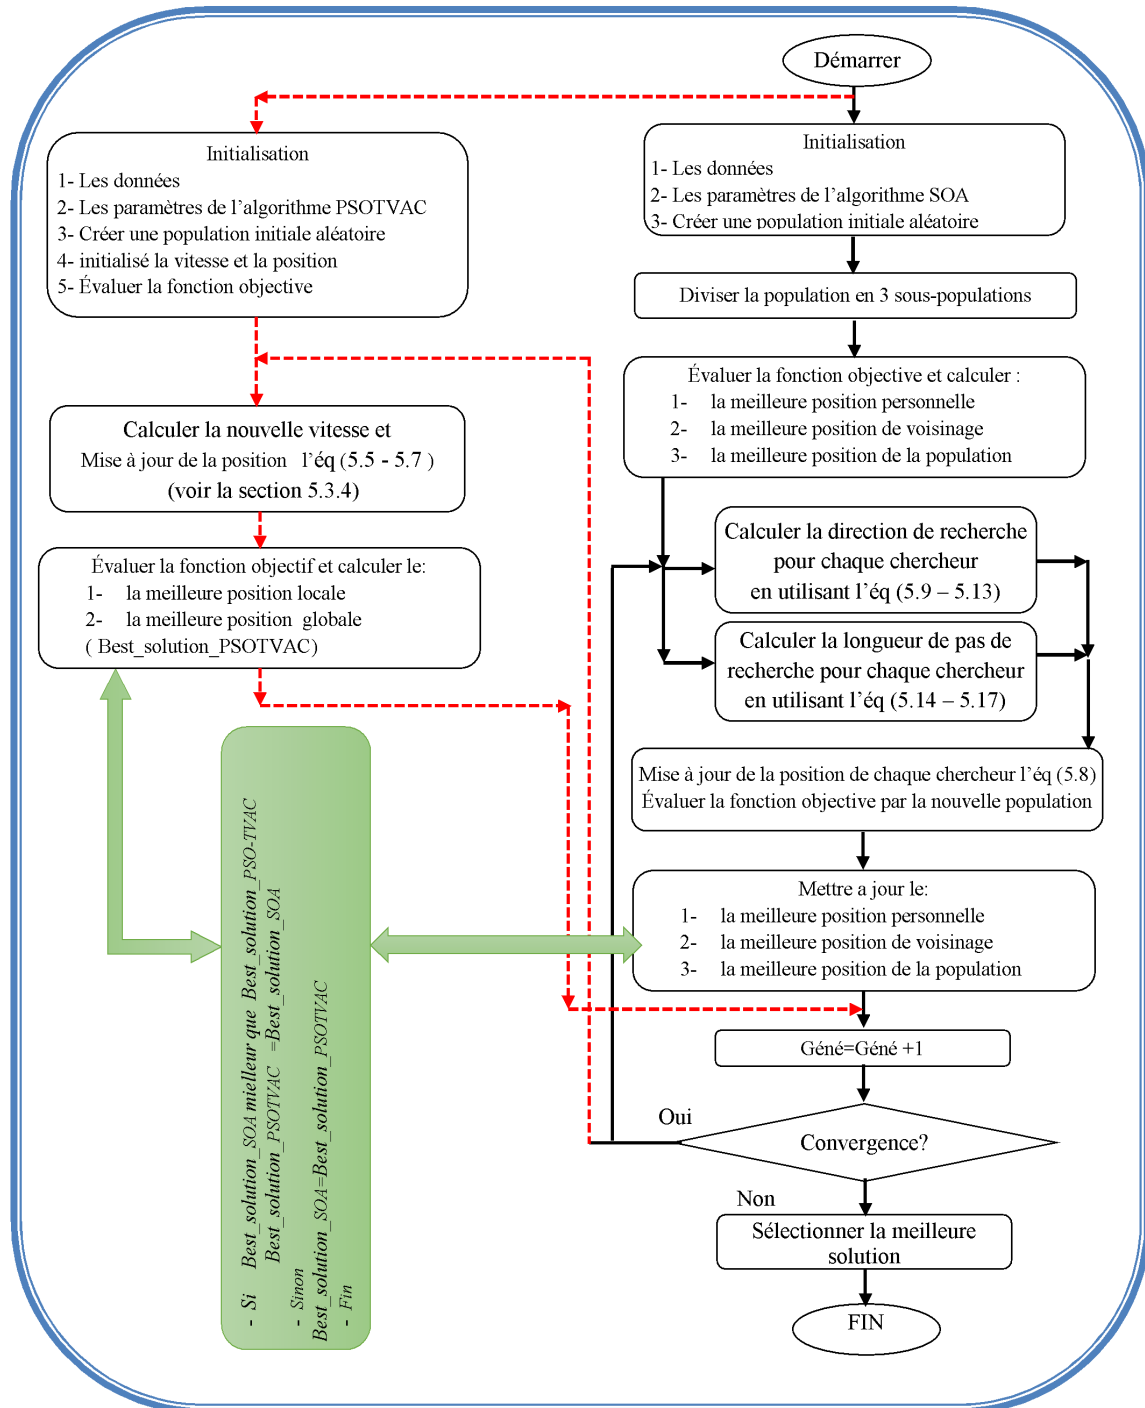 Démarrer
Initialisation
1- Les données
2- Les paramètres de l'algorithme PSOTVAC
3- Créer une population initiale aléatoire
4- initialisé la vitesse et la position
5- Évaluer la fonction objective
Initialisation
1- Les données
2- Les paramètres de l'algorithme SOA
3- Créer une population initiale aléatoire
Diviser la population en 3 sous-populations
Évaluer la fonction objective et calculer :
1- la meilleure position personnelle
2- la meilleure position de voisinage
3- la meilleure position de la population
Calculer la nouvelle vitesse et
Mise à jour de la position l'éq (5.5 - 5.7 )
(voir la section 5.3.4)
Évaluer la fonction objectif et calculer le:
1- la meilleure position locale
2- la meilleure position globale
( Best_solution_PSOTVAC)
Calculer la direction de recherche
pour chaque chercheur
en utilisant l'éq (5.9 – 5.13)
Calculer la longueur de pas de
recherche pour chaque chercheur
en utilisant l'éq (5.14 – 5.17)
Mise à jour de la position de chaque chercheur l'éq (5.8)
Évaluer la fonction objective par la nouvelle population
Mettre a jour le:
1- la meilleure position personnelle
2- la meilleure position de voisinage
3- la meilleure position de la population
- Si Best_solution_SOA mielleur que Best_solution_PSO-TVAC
Best_solution_PSOTVAC =Best_solution_SOA
- Sinon
Best_solution_SOA=Best_solution_PSOTVAC
- Fin
Géné=Géné +1
Oui
Convergence?
Non
Sélectionner la meilleure
solution
FIN